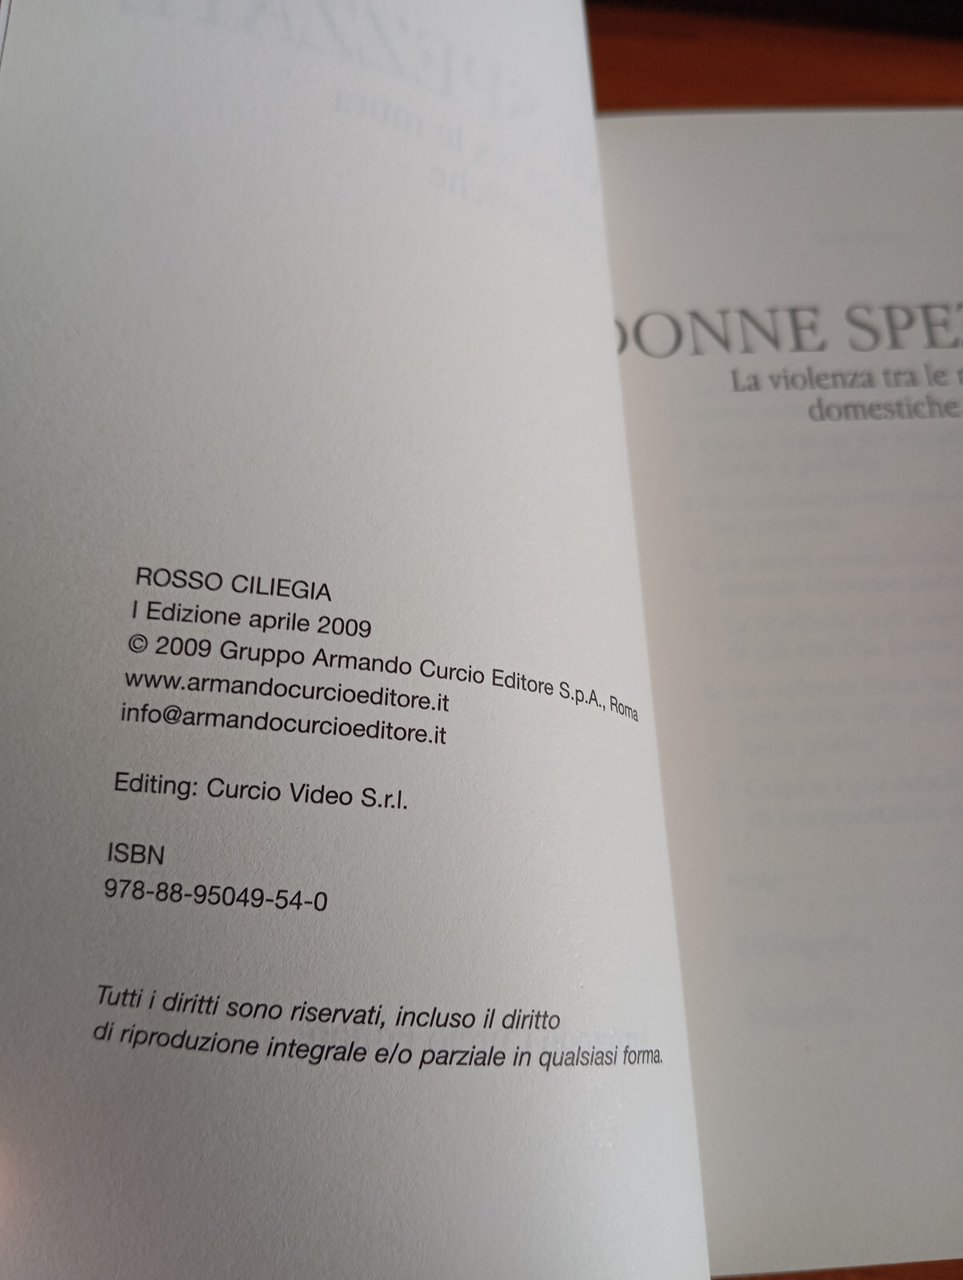 ROSSO CILIEGIA
I Edizione aprile 2009
© 2009 Gruppo Armando Curcio Editore S.p.A., Roma
www.armandocurcioeditore.it
info@armandocurcioeditore.it
Editing: Curcio Video S.r.l.
ISBN
978-88-95049-54-0
Tutti i diritti sono riservati, incluso il diritto
di riproduzione integrale e/o parziale in qualsiasi forma.
DONNE SPEZ
La violenza tra le
domestiche